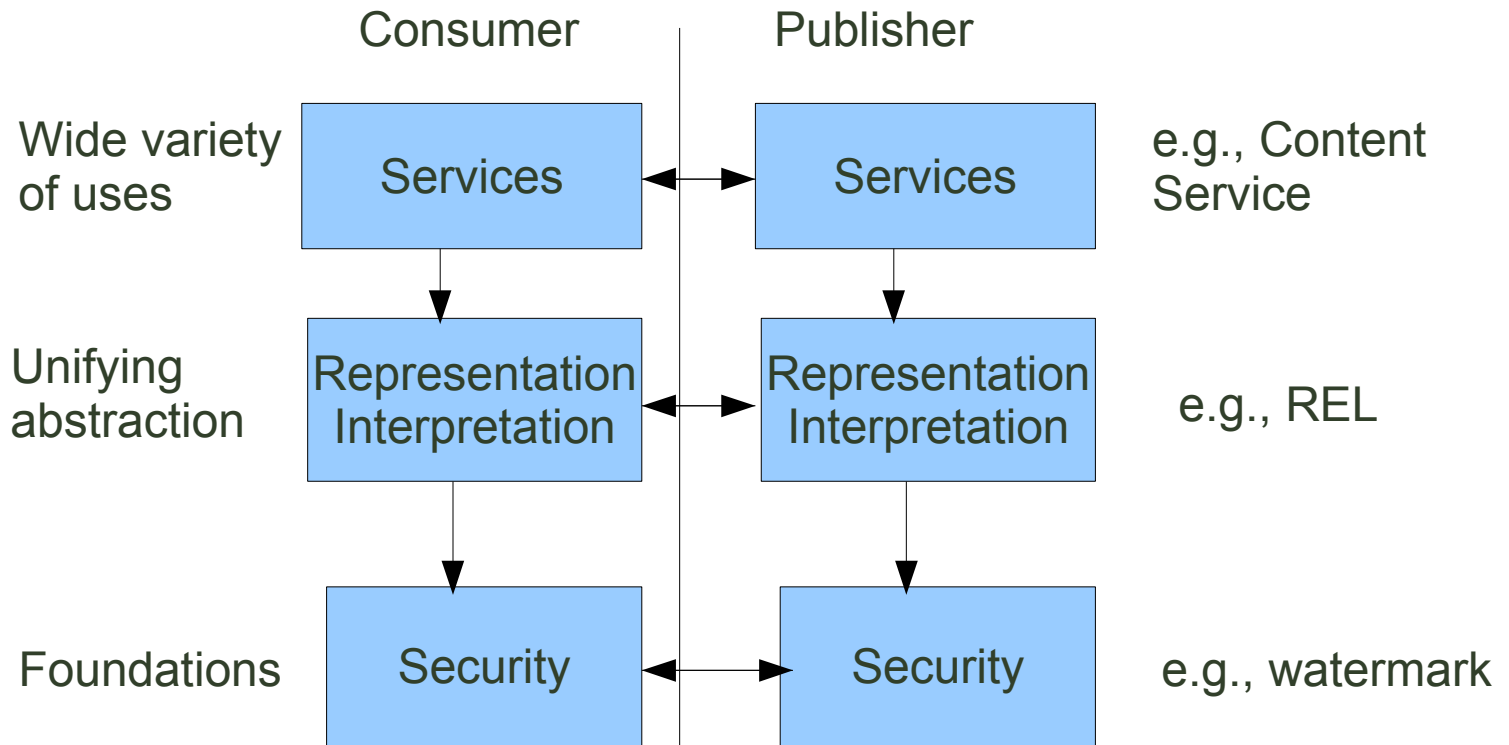 Consumer
Publisher
Wide variety
of uses
Services
Services
e.g., Content
Service
Unifying
abstraction
Representation
Interpretation
Representation
Interpretation
e.g., REL
Foundations
Security
Security
e.g., watermark